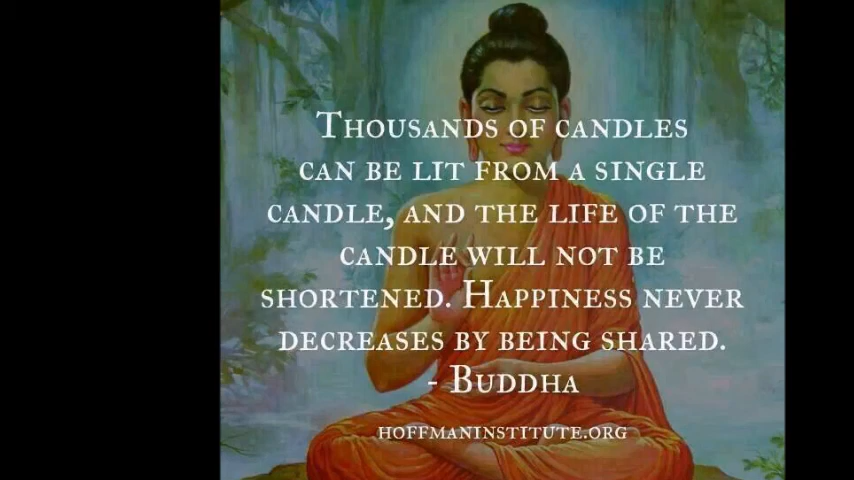 Thousands of candles
can be lit from a single
candle, and the life of the
candle will not be
shortened. Happiness never
decreases by being shared.
- Buddha
hoffmaninstitute.org